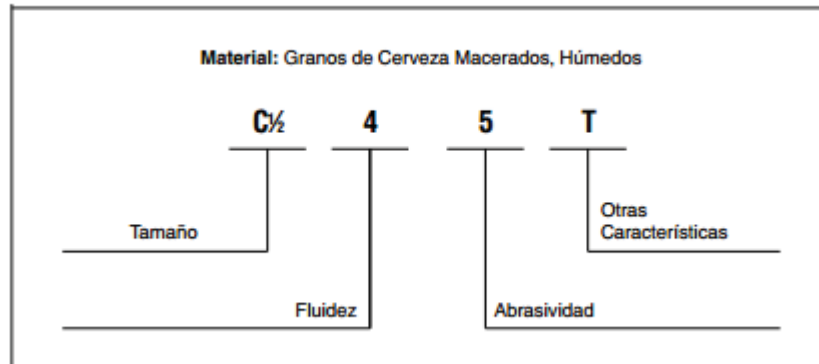 Material: Granos de Cerveza Macerados, Húmedos
C½ 4 5 T
Tamaño
Otras
Características
Fluidez
Abrasividad